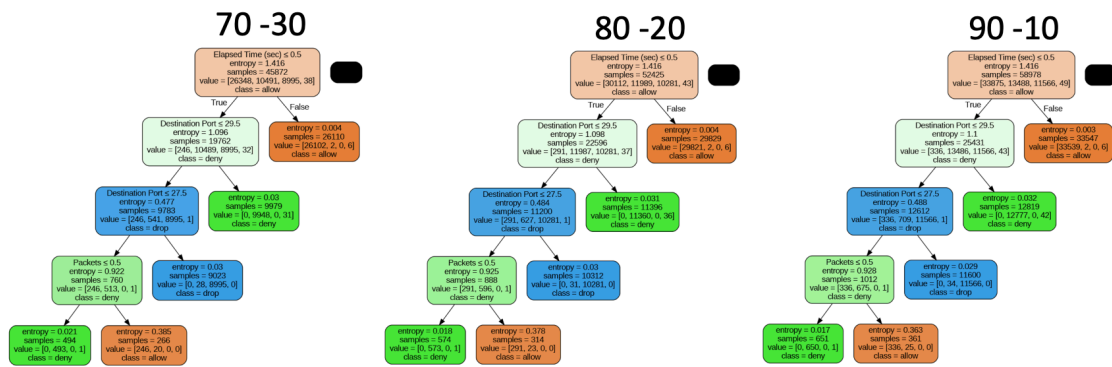 70 -30
Elapsed Time (sec) ≤ 0.5
entropy = 1.416
samples = 45872
value = [26348, 10491, 8995, 38]
class = allow
True
False
Destination Port ≤ 29.5
entropy = 1.096
samples = 19762
value = [246, 10489, 8995, 32]
class = deny
entropy = 0.004
samples = 26110
value = [26102, 2, 0, 6]
class = allow
Destination Port ≤ 27.5
entropy = 0.477
samples = 9783
value = [246, 541, 8995, 1]
class = drop
entropy = 0.03
samples = 9979
value = [0, 9948, 0, 31]
class = deny
Packets ≤ 0.5
entropy = 0.922
samples = 760
value = [246, 513, 0, 1]
class = deny
entropy = 0.03
samples = 9023
value = [0, 28, 8995, 0]
class = drop
entropy = 0.021
samples = 494
value = [0, 493, 0, 1]
class = deny
entropy = 0.385
samples = 266
value = [246, 20, 0, 0]
class = allow
80 -20
Elapsed Time (sec) ≤ 0.5
entropy = 1.416
samples = 52425
value = [30112, 11989, 10281, 43]
class = allow
True
False
Destination Port ≤ 29.5
entropy = 1.098
samples = 22596
value = [291, 11987, 10281, 37]
class = deny
entropy = 0.004
samples = 29829
value = [29821, 2, 0, 6]
class = allow
Destination Port ≤ 27.5
entropy = 0.484
samples = 11200
value = [291, 627, 10281, 1]
class = drop
entropy = 0.031
samples = 11396
value = [0, 11360, 0, 36]
class = deny
Packets ≤ 0.5
entropy = 0.925
samples = 888
value = [291, 596, 0, 1]
class = deny
entropy = 0.03
samples = 10312
value = [0, 31, 10281, 0]
class = drop
entropy = 0.018
samples = 574
value = [0, 573, 0, 1]
class = deny
entropy = 0.378
samples = 314
value = [291, 23, 0, 0]
class = allow
90 -10
Elapsed Time (sec) ≤ 0.5
entropy = 1.416
samples = 58978
value = [33875, 13488, 11566, 49]
class = allow
True
False
Destination Port ≤ 29.5
entropy = 1.1
samples = 25431
value = [336, 13486, 11566, 43]
class = deny
entropy = 0.003
samples = 33547
value = [33539, 2, 0, 6]
class = allow
Destination Port ≤ 27.5
entropy = 0.488
samples = 12612
value = [336, 709, 11566, 1]
class = drop
entropy = 0.032
samples = 12819
value = [0, 12777, 0, 42]
class = deny
Packets ≤ 0.5
entropy = 0.928
samples = 1012
value = [336, 675, 0, 1]
class = deny
entropy = 0.029
samples = 11600
value = [0, 34, 11566, 0]
class = drop
entropy = 0.017
samples = 651
value = [0, 650, 0, 1]
class = deny
entropy = 0.363
samples = 361
value = [336, 25, 0, 0]
class = allow